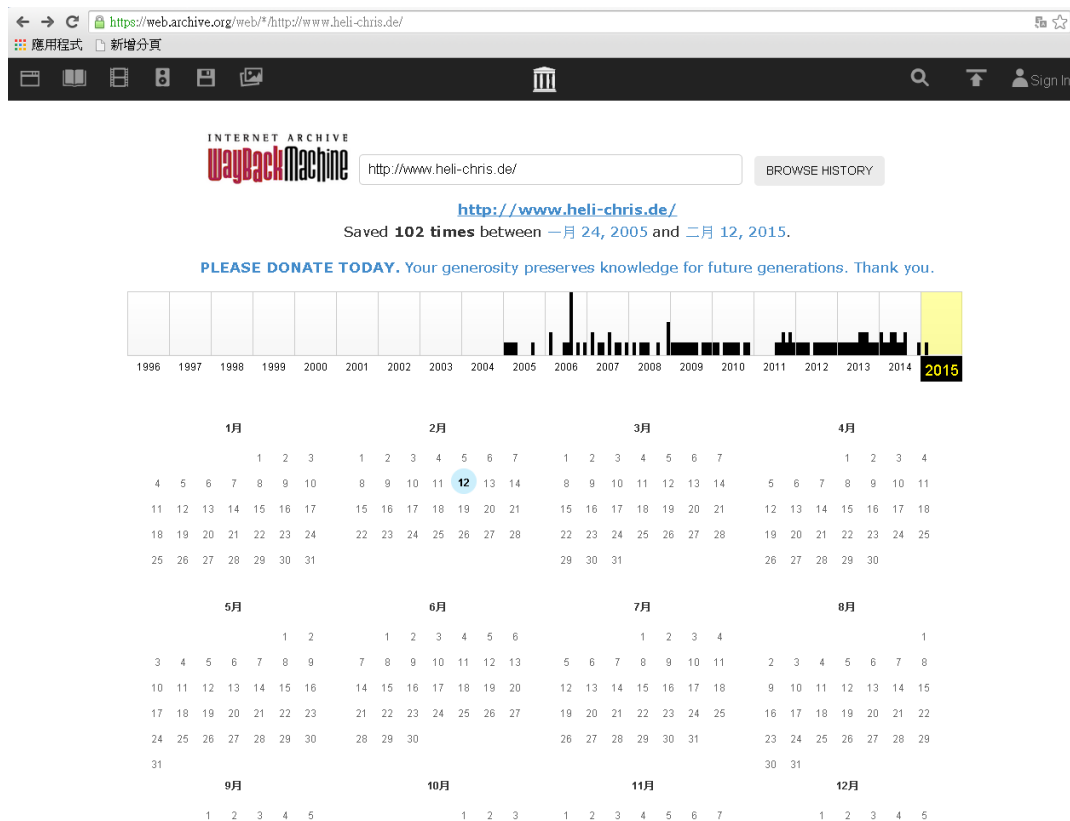 https://web.archive.org/web/*/http://www.heli-chris.de/
應用程式 新增分頁
Sign In
INTERNET ARCHIVE
WayBackMachine
http://www.heli-chris.de/ BROWSE HISTORY
http://www.heli-chris.de/
Saved 102 times between 一月 24, 2005 and 二月 12, 2015.
PLEASE DONATE TODAY. Your generosity preserves knowledge for future generations. Thank you.
1996 1997 1998 1999 2000 2001 2002 2003 2004 2005 2006 2007 2008 2009 2010 2011 2012 2013 2014 2015
1月 2月 3月 4月
1 2 3 1 2 3 4 5 6 7 1 2 3 4 5 6 7 1 2 3 4
4 5 6 7 8 9 10 8 9 10 11 12 13 14 8 9 10 11 12 13 14 5 6 7 8 9 10 11
11 12 13 14 15 16 17 15 16 17 18 19 20 21 15 16 17 18 19 20 21 12 13 14 15 16 17 18
18 19 20 21 22 23 24 22 23 24 25 26 27 28 22 23 24 25 26 27 28 19 20 21 22 23 24 25
25 26 27 28 29 30 31 29 30 31 26 27 28 29 30
5月 6月 7月 8月
1 2 1 2 3 4 5 6 1 2 3 4 1
3 4 5 6 7 8 9 7 8 9 10 11 12 13 5 6 7 8 9 10 11 2 3 4 5 6 7 8
10 11 12 13 14 15 16 14 15 16 17 18 19 20 12 13 14 15 16 17 18 9 10 11 12 13 14 15
17 18 19 20 21 22 23 21 22 23 24 25 26 27 19 20 21 22 23 24 25 16 17 18 19 20 21 22
24 25 26 27 28 29 30 28 29 30 26 27 28 29 30 31 23 24 25 26 27 28 29
31 30 31
9月 10月 11月 12月
1 2 3 4 5 1 2 3 1 2 3 4 5 6 7 1 2 3 4 5